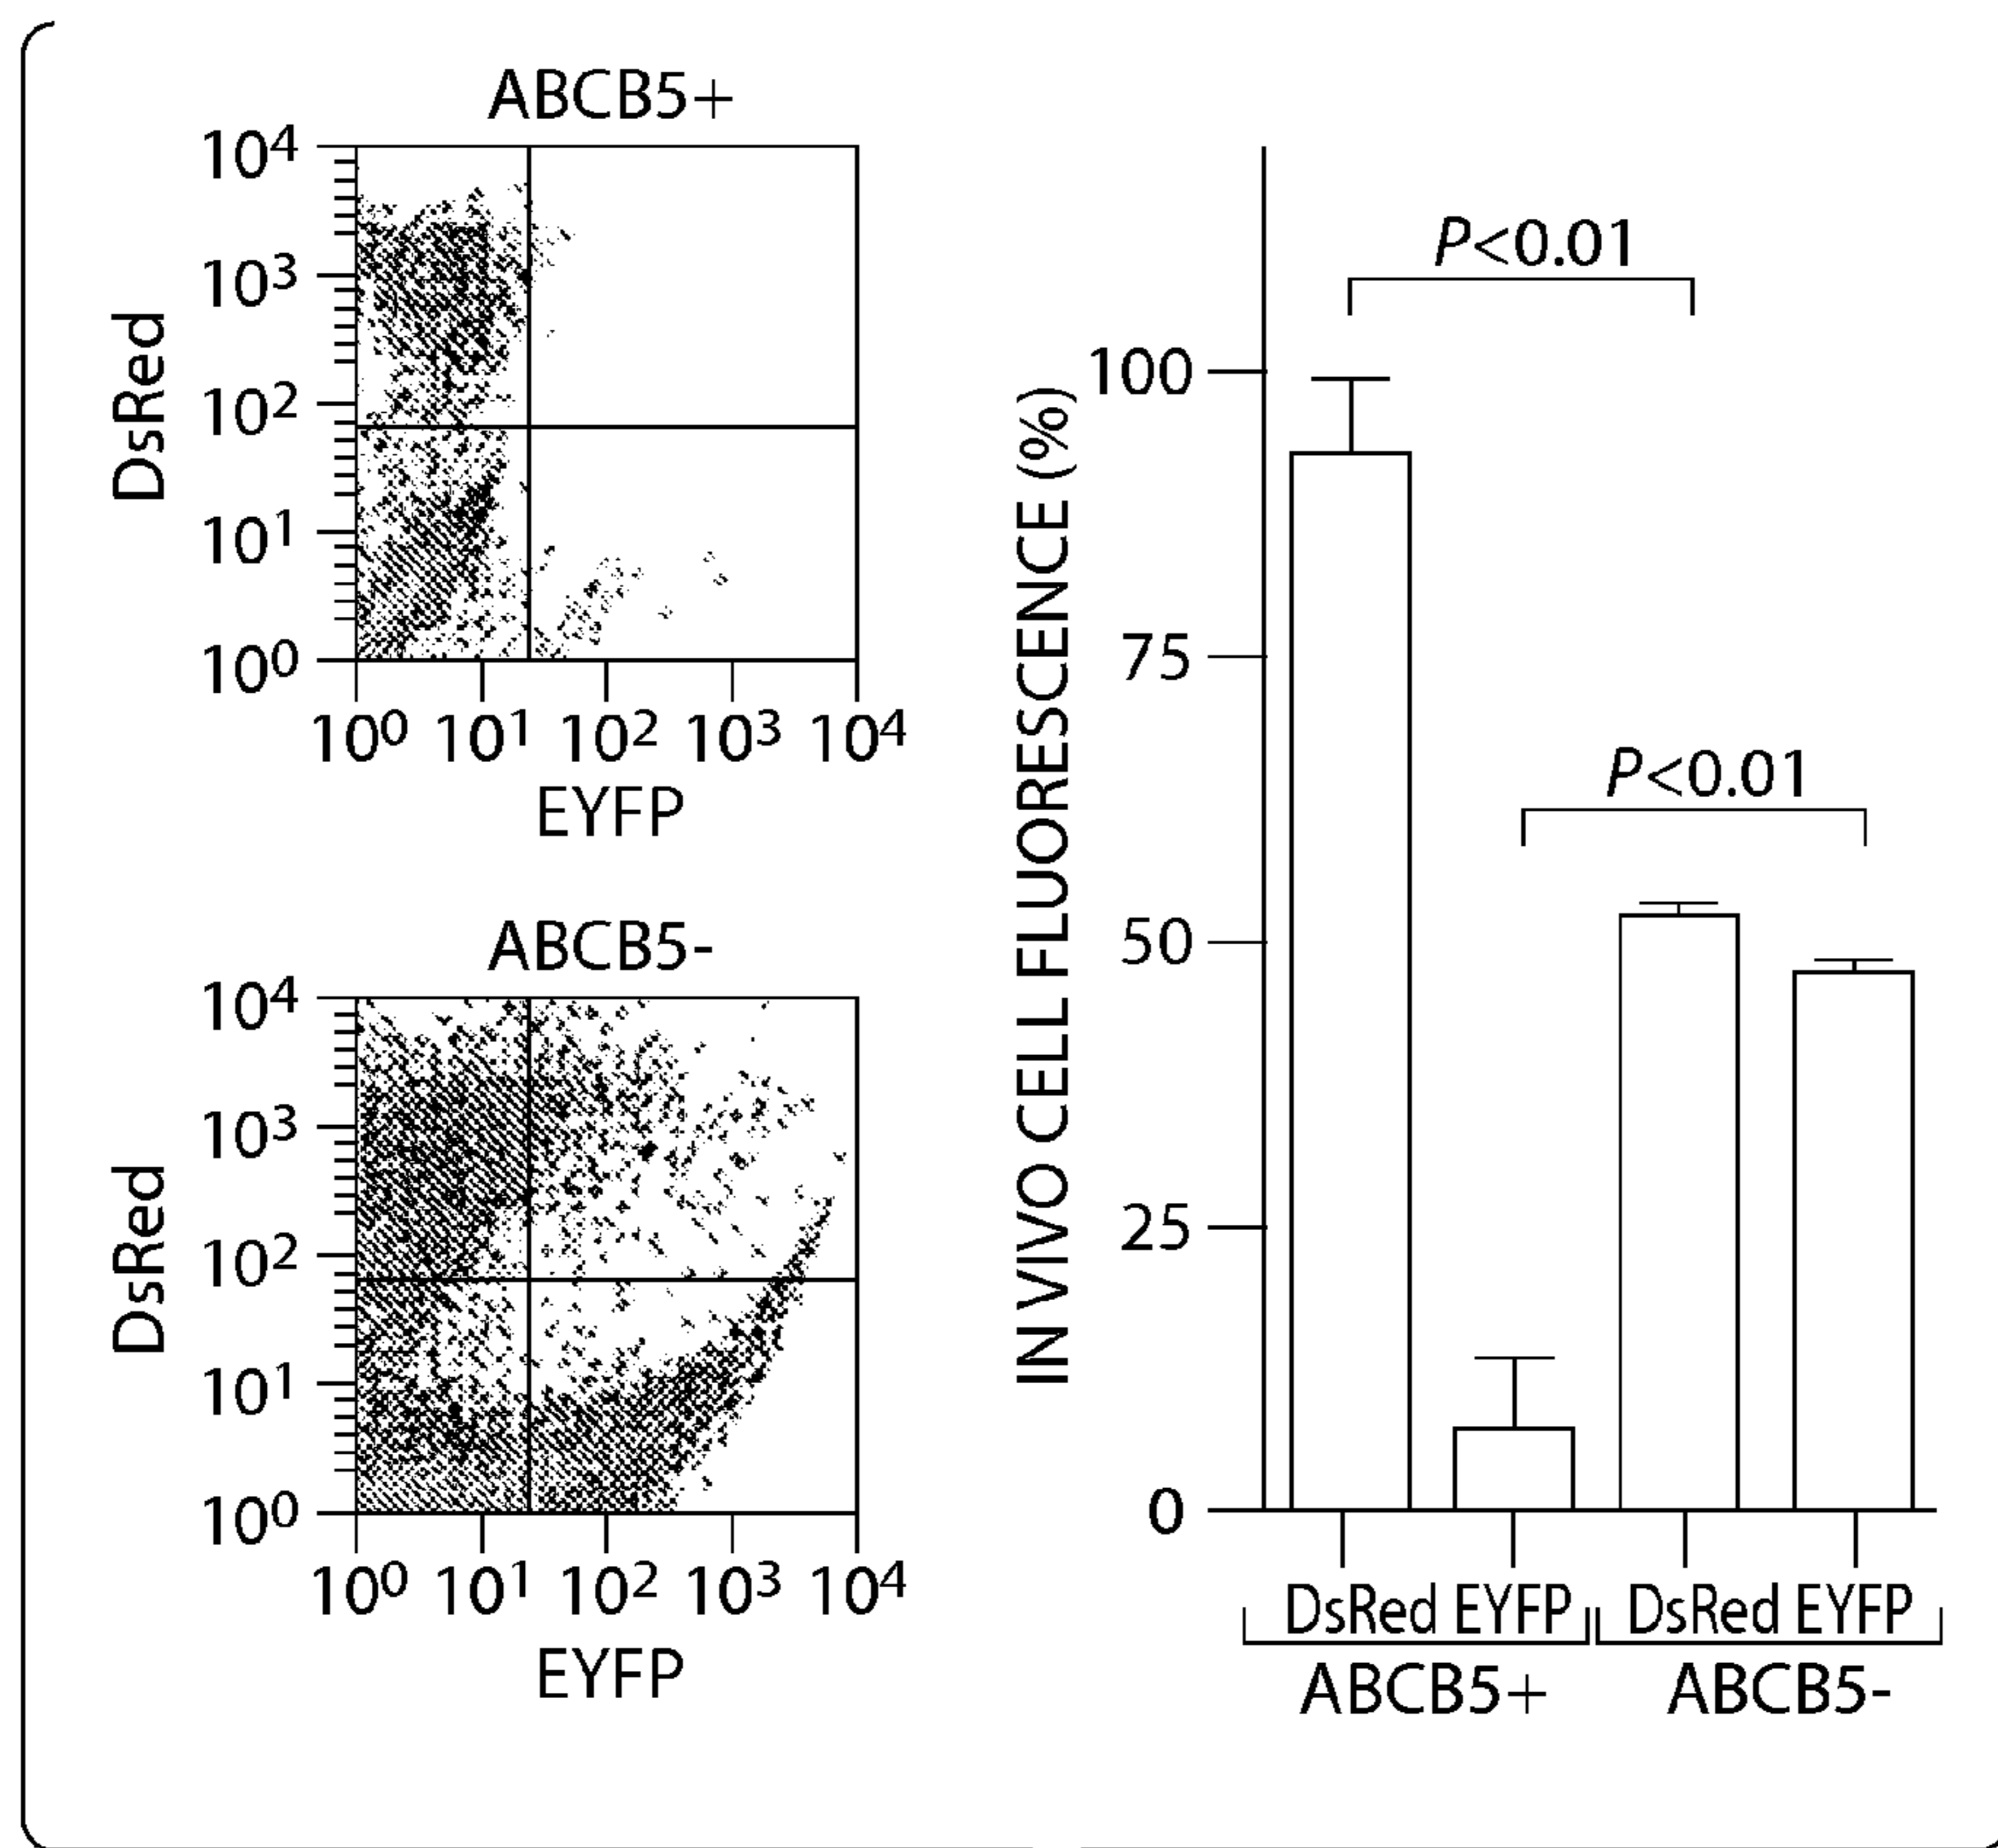 ABCB5+
10⁴
10³
10²
10¹
10⁰
DsRed
10⁰ 10¹ 10² 10³ 10⁴
EYFP
ABCB5-
10⁴
10³
10²
10¹
10⁰
DsRed
10⁰ 10¹ 10² 10³ 10⁴
EYFP
IN VIVO CELL FLUORESCENCE (%)
100
75
50
25
0
P<0.01
P<0.01
DsRed EYFP DsRed EYFP
ABCB5+ ABCB5-